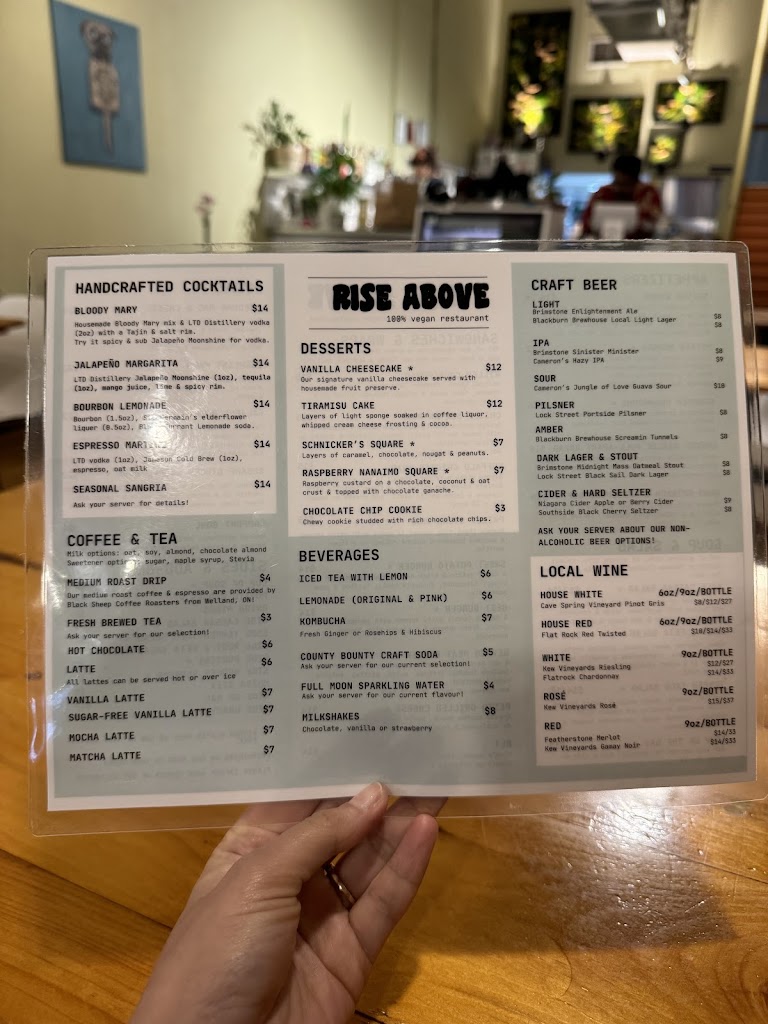 HANDCRAFTED COCKTAILS
BLOODY MARY $14
Housemade Bloody Mary mix & LTD Distillery vodka
(2oz) with a Tajin & salt rim.
Try it spicy & sub Jalapeño Moonshine for vodka.
JALAPEÑO MARGARITA $14
LTD Distillery Jalapeño Moonshine (1oz), tequila
(1oz), mango juice, lime & spicy rim.
BOURBON LEMONADE $14
Bourbon (1.5oz), elderflower
liquer (0.5oz), Lemonade soda.
ESPRESSO $14
LTD vodka (1oz), Cold Brew (1oz),
espresso, oat milk
SEASONAL SANGRIA $14
Ask your server for details!
COFFEE & TEA
Milk options: oat, soy, almond, chocolate almond
Sweetener options: sugar, maple syrup, Stevia
MEDIUM ROAST DRIP $4
Our medium roast coffee & espresso are provided by
Black Sheep Coffee Roasters from Welland, ON!
FRESH BREWED TEA $3
Ask your server for our selection!
HOT CHOCOLATE $6
LATTE $6
All lattes can be served hot or over ice
VANILLA LATTE $7
SUGAR-FREE VANILLA LATTE $7
MOCHA LATTE $7
MATCHA LATTE $7
RISE ABOVE
100% vegan restaurant
DESSERTS
VANILLA CHEESECAKE * $12
Our signature vanilla cheesecake served with
housemade fruit preserve.
TIRAMISU CAKE $12
Layers of light sponge soaked in coffee liquor,
whipped cream cheese frosting & cocoa.
SCHNICKER'S SQUARE * $7
Layers of caramel, chocolate, nougat & peanuts.
RASPBERRY NANAIMO SQUARE * $7
Raspberry custard on a chocolate, coconut & oat
crust & topped with chocolate ganache.
CHOCOLATE CHIP COOKIE $3
Chewy cookie studded with rich chocolate chips.
BEVERAGES
ICED TEA WITH LEMON $6
LEMONADE (ORIGINAL & PINK) $6
KOMBUCHA $7
Fresh Ginger or Rosehips & Hibiscus
COUNTY BOUNTY CRAFT SODA $5
Ask your server for our current selection!
FULL MOON SPARKLING WATER $4
Ask your server for our current flavour!
MILKSHAKES $8
Chocolate, vanilla or strawberry
CRAFT BEER
LIGHT
Brimstone Enlightenment Ale $8
Blackburn Brewhouse Local Light Lager $8
IPA
Brimstone Sinister Minister $8
Cameron's Hazy IPA $9
SOUR
Cameron's Jungle of Love Guava Sour $10
PILSNER
Lock Street Portside Pilsner $8
AMBER
Blackburn Brewhouse Screamin Tunnels $8
DARK LAGER & STOUT
Brimstone Midnight Mass Oatmeal Stout $8
Lock Street Black Sail Dark Lager $8
CIDER & HARD SELTZER
Niagara Cider Apple or Berry Cider $9
Southside Black Cherry Seltzer $8
ASK YOUR SERVER ABOUT OUR NON-
ALCOHOLIC BEER OPTIONS!
LOCAL WINE
HOUSE WHITE 6oz/9oz/BOTTLE
Cave Spring Vineyard Pinot Gris $8/$12/$27
HOUSE RED 6oz/9oz/BOTTLE
Flat Rock Red Twisted $10/$14/$33
WHITE 9oz/BOTTLE
Kew Vineyards Riesling $12/$27
Flatrock Chardonnay $14/$33
ROSÉ 9oz/BOTTLE
Kew Vineyards Rosé $15/$37
RED 9oz/BOTTLE
Featherstone Merlot $14/33
Kew Vineyards Gamay Noir $14/$33